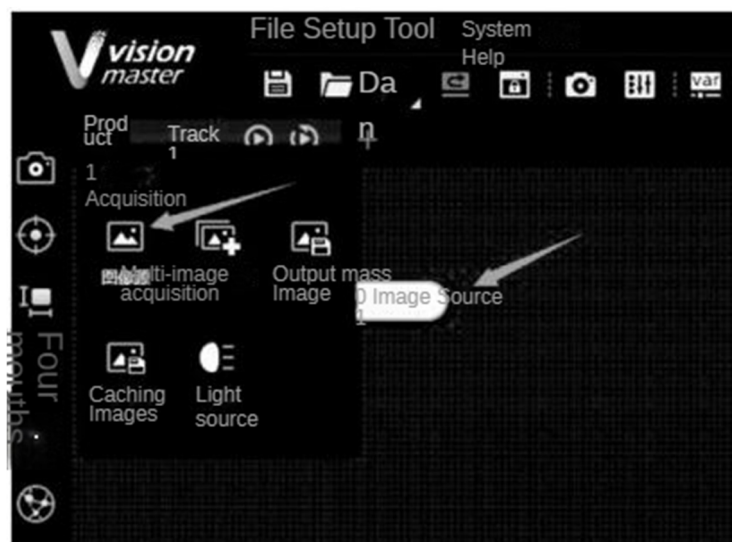 vision
master
File Setup Tool
System
Help
Da
var
n
Prod
uct
Track
1
1
Acquisition
Multi-image
acquisition
Output mass
Image
0 Image Source
1
Caching
Images
Light
source
Four
mouths